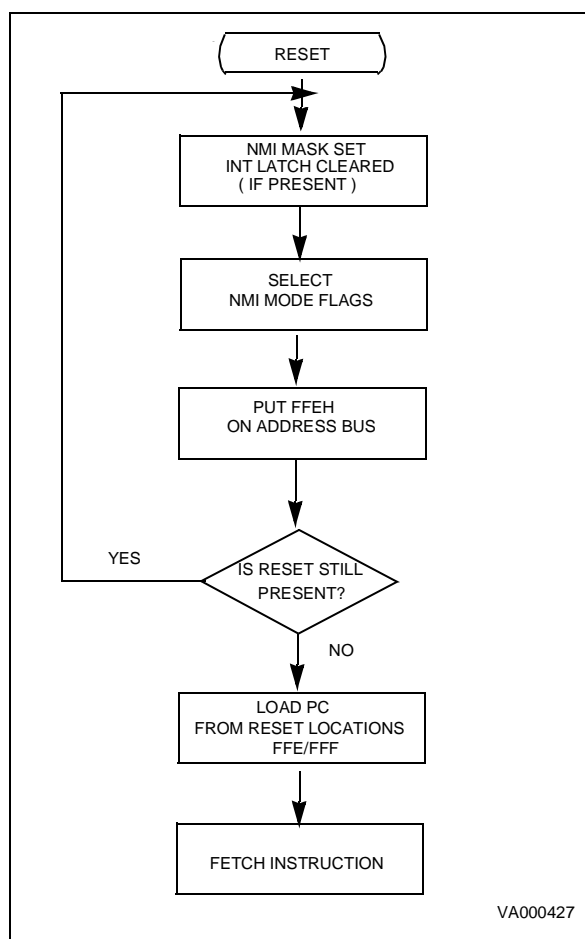 RESET
NMI MASK SET
INT LATCH CLEARED
( IF PRESENT )
SELECT
NMI MODE FLAGS
PUT FFEH
ON ADDRESS BUS
YES
IS RESET STILL
PRESENT?
NO
LOAD PC
FROM RESET LOCATIONS
FFE/FFF
FETCH INSTRUCTION
VA000427